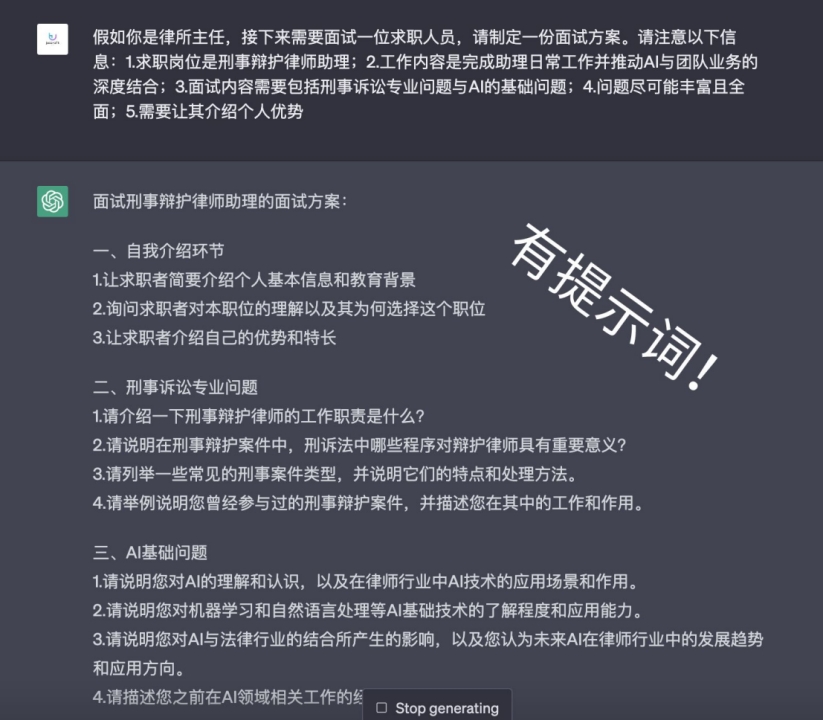 假如你是律所主任，接下来需要面试一位求职人员，请制定一份面试方案。请注意以下信
息：1.求职岗位是刑事辩护律师助理；2.工作内容是完成助理日常工作并推动AI与团队业务的
深度结合；3.面试内容需要包括刑事诉讼专业问题与AI的基础问题；4.问题尽可能丰富且全
面；5.需要让其介绍个人优势
面试刑事辩护律师助理的面试方案：
一、自我介绍环节
1.让求职者简要介绍个人基本信息和教育背景
2.询问求职者对本职位的理解以及其为何选择这个职位
3.让求职者介绍自己的优势和特长
有提示词！
二、刑事诉讼专业问题
1.请介绍一下刑事辩护律师的工作职责是什么？
2.请说明在刑事辩护案件中，刑诉法中哪些程序对辩护律师具有重要意义？
3.请列举一些常见的刑事案件类型，并说明它们的特点和处理方法。
4.请举例说明您曾经参与过的刑事辩护案件，并描述您在其中的工作和作用。
三、AI基础问题
1.请说明您对AI的理解和认识，以及在律师行业中AI技术的应用场景和作用。
2.请说明您对机器学习和自然语言处理等AI基础技术的了解程度和应用能力。
3.请说明您对AI与法律行业的结合所产生的影响，以及您认为未来AI在律师行业中的发展趋势
和应用方向。
4.请描述您之前在AI领域相关工作的经
Stop generating